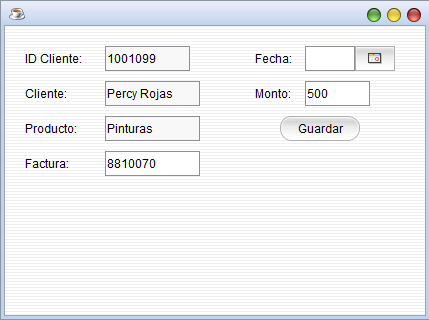 ID Cliente: 1001099 Fecha:
Cliente: Percy Rojas Monto: 500
Producto: Pinturas Guardar
Factura: 8810070